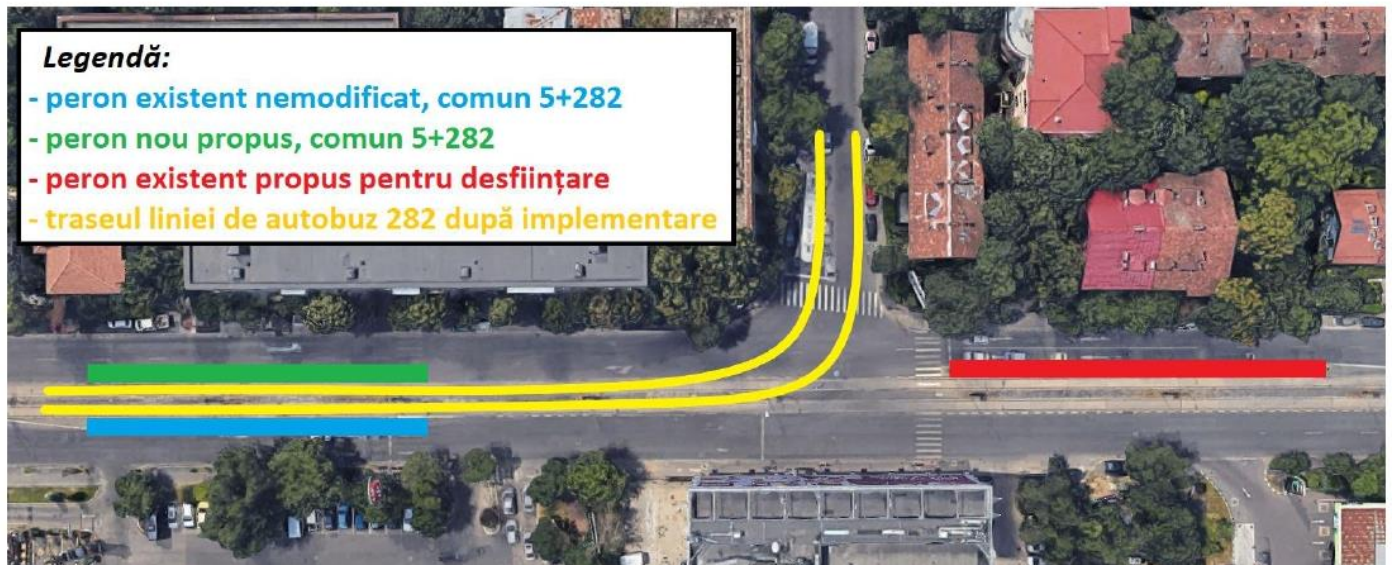 Legendă:
- peron existent nemodificat, comun 5+282
- peron nou propus, comun 5+282
- peron existent propus pentru desființare
- traseul liniei de autobuz 282 după implementare